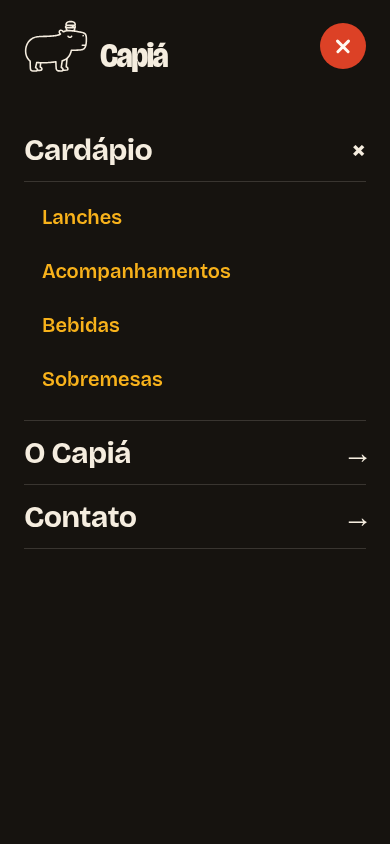 Capiá
Cardápio
Lanches
Acompanhamentos
Bebidas
Sobremesas
O Capiá →
Contato →